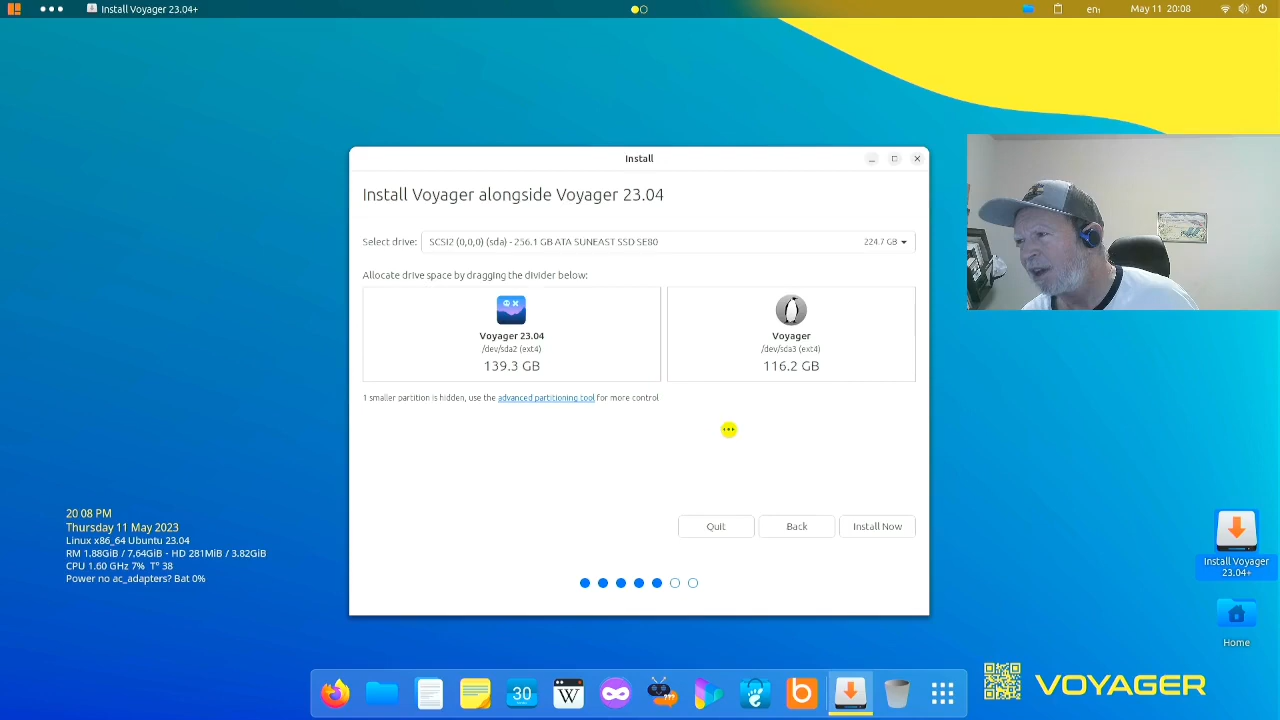 Install Voyager 23.04+
en₁
May 11 20:08
Install
Install Voyager alongside Voyager 23.04
Select drive:
SCSI2 (0,0,0) (sda) - 256.1 GB ATA SUNEAST SSD SE80
224.7 GB
Allocate drive space by dragging the divider below:
Voyager 23.04
/dev/sda2 (ext4)
139.3 GB
Voyager
/dev/sda3 (ext4)
116.2 GB
1 smaller partition is hidden, use the advanced partitioning tool for more control
Quit
Back
Install Now
20 08 PM
Thursday 11 May 2023
Linux x86_64 Ubuntu 23.04
RM 1.88GiB / 7,64GiB - HD 281MiB / 3.82GiB
CPU 1.60 GHz 7% T° 38
Power no ac_adapters? Bat 0%
Install Voyager
23.04+
Home
30
W
b
VOYAGER